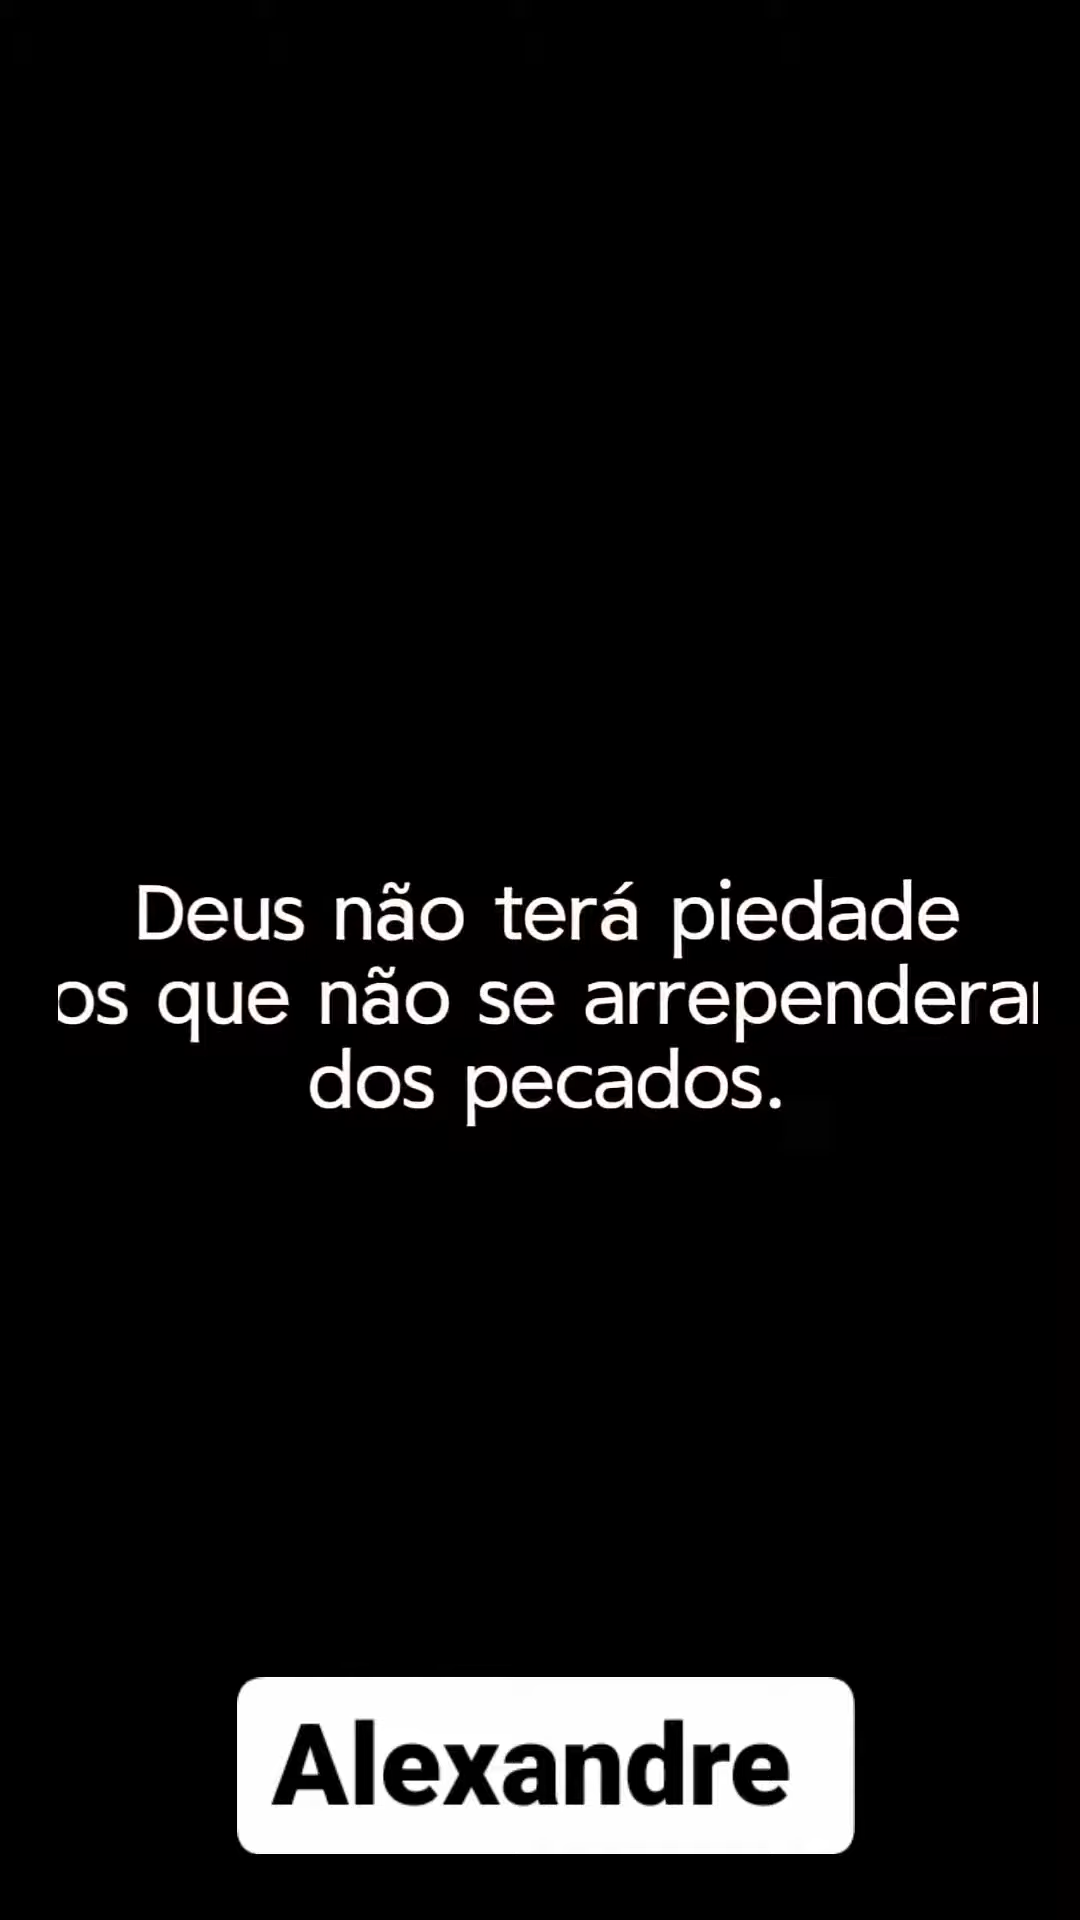 Deus não terá piedade
os que não se arrependera
dos pecados.
Alexandre